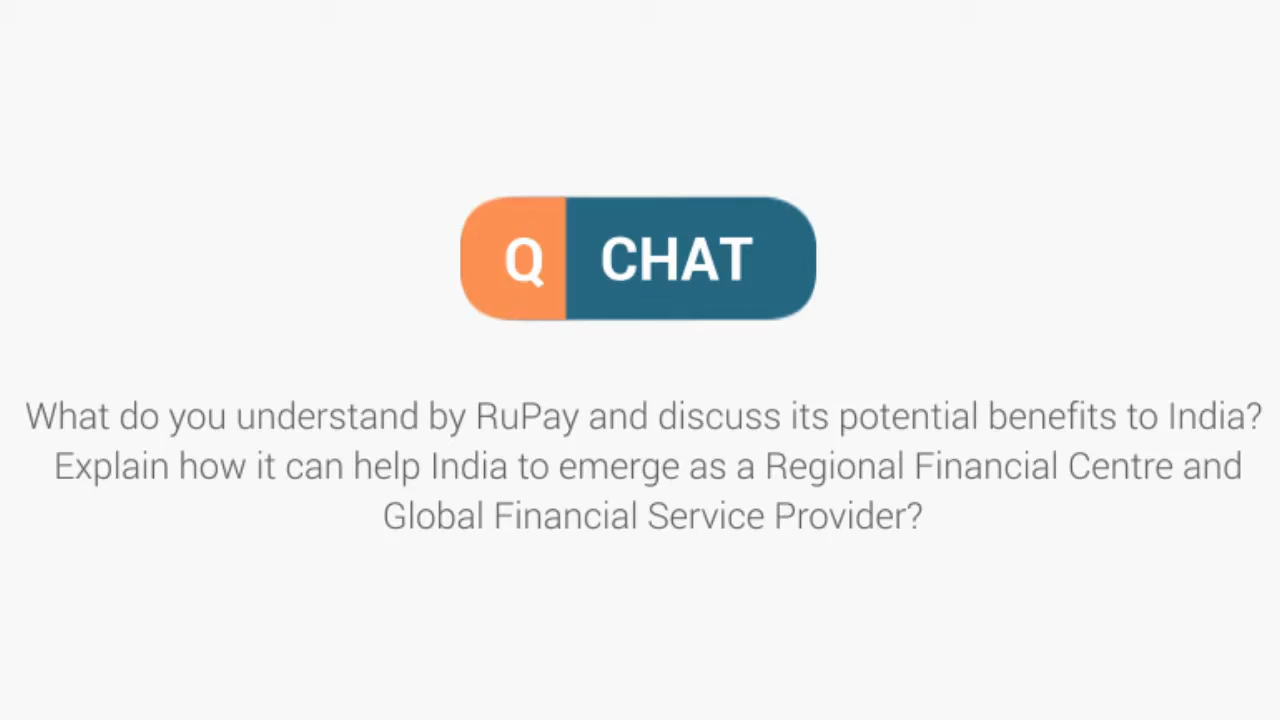 Q CHAT
What do you understand by RuPay and discuss its potential benefits to India?
Explain how it can help India to emerge as a Regional Financial Centre and
Global Financial Service Provider?